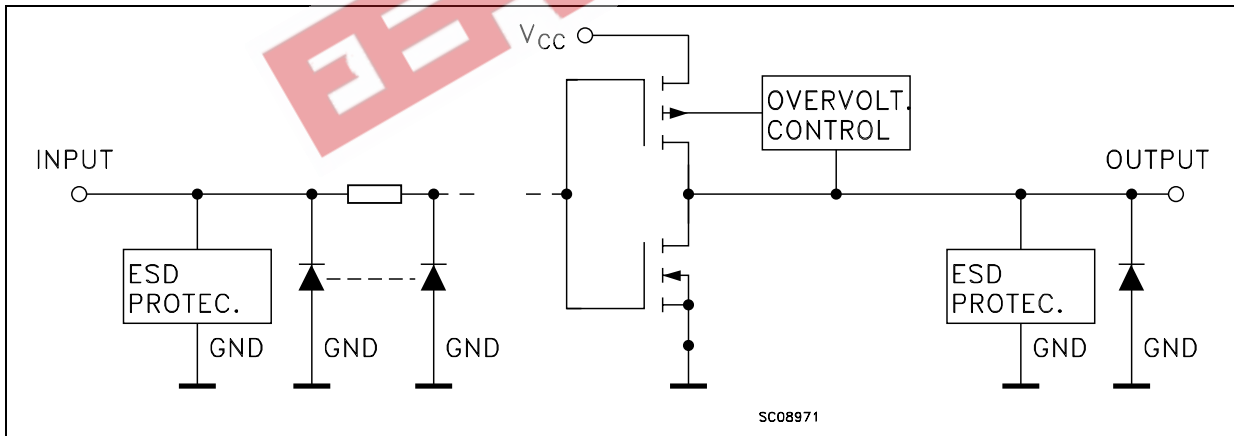 VCC
OVERVOLT.
CONTROL
INPUT
OUTPUT
ESD
PROTEC.
ESD
PROTEC.
GND
GND
GND
GND
GND
SC08971